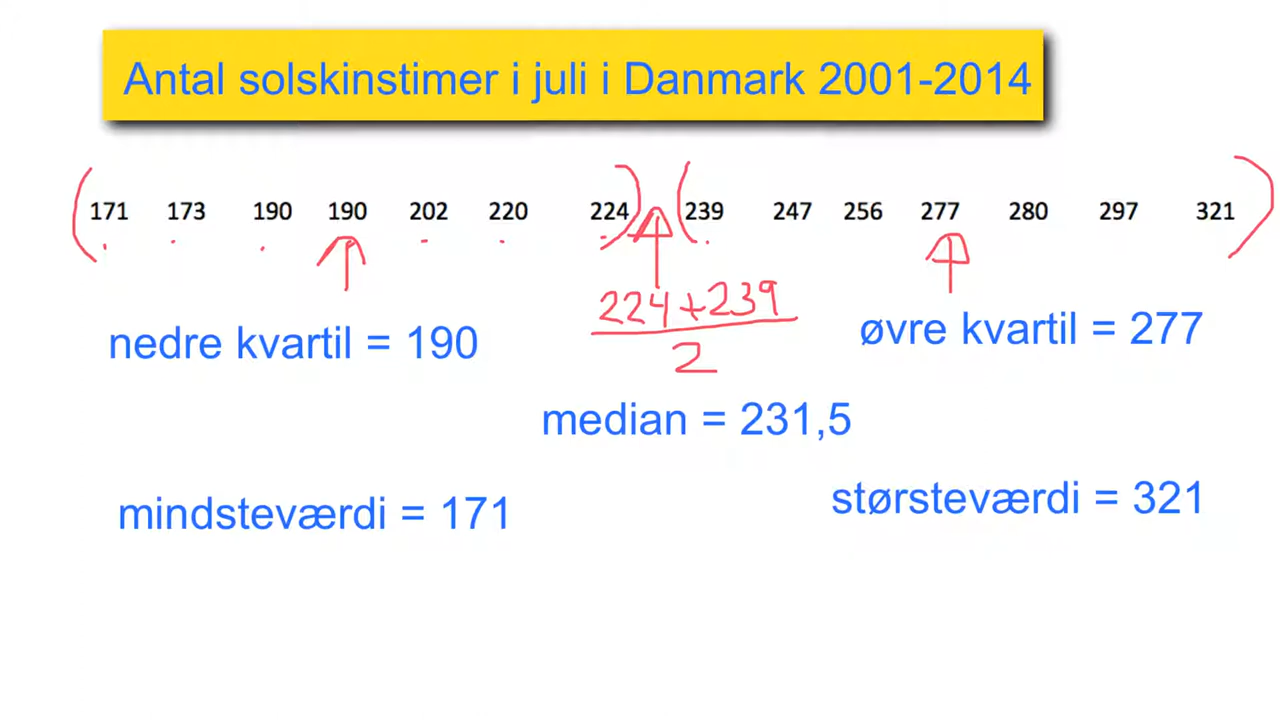 Antal solskinstimer i juli i Danmark 2001-2014
171 173 190 190 202 220 224 239 247 256 277 280 297 321
224+239
2
nedre kvartil = 190
øvre kvartil = 277
median = 231,5
mindsteværdi = 171
størsteværdi = 321